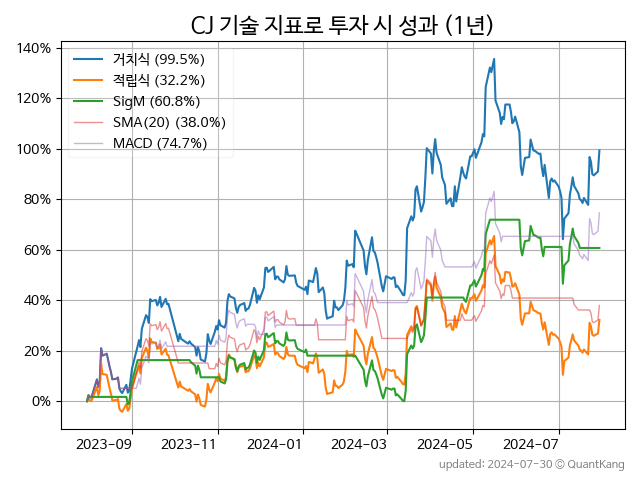 CJ 기술 지표로 투자 시 성과 (1년)
140%
120%
100%
80%
60%
40%
20%
0%
거치식 (99.5%)
적립식 (32.2%)
SigM (60.8%)
SMA(20) (38.0%)
MACD (74.7%)
2023-09 2023-11 2024-01 2024-03 2024-05 2024-07
updated: 2024-07-30 © QuantKang